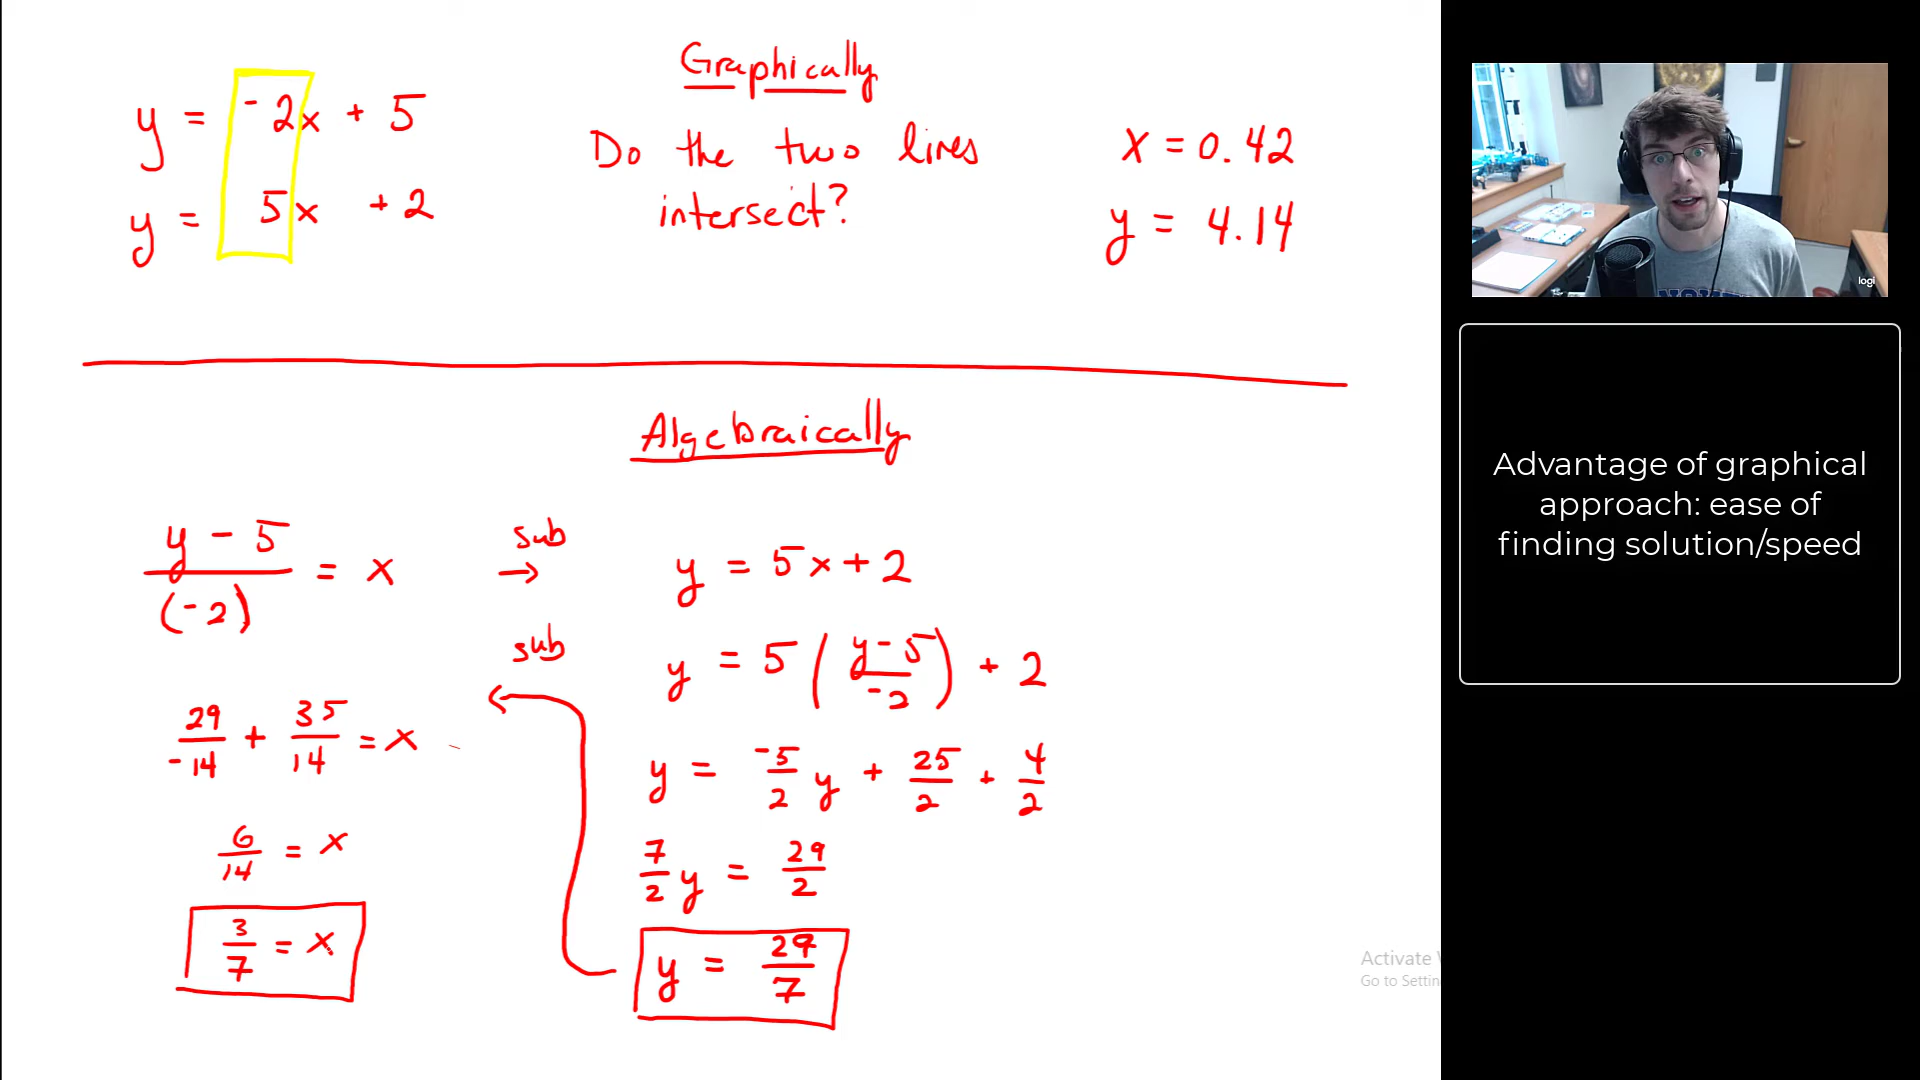 y = -2x + 5
y = 5x + 2
Graphically
Do the two lines
intersect?
x = 0.42
y = 4.14
Algebraically
y - 5 / (-2) = x
sub →
y = 5x + 2
sub
y = 5 ( y - 5 / -2 ) + 2
29/-14 + 35/14 = x
y = -5/2 y + 25/2 + 4/2
6/14 = x
7/2 y = 29/2
3/7 = x
y = 29/7
logi
Advantage of graphical
approach: ease of
finding solution/speed
Activate
Go to Settin